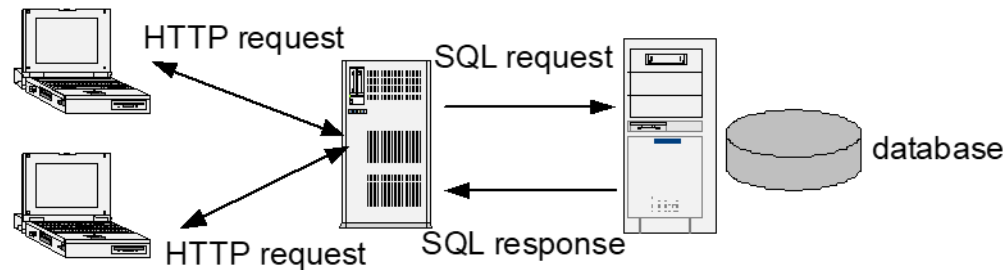 HTTP request
SQL request
database
HTTP request
SQL response